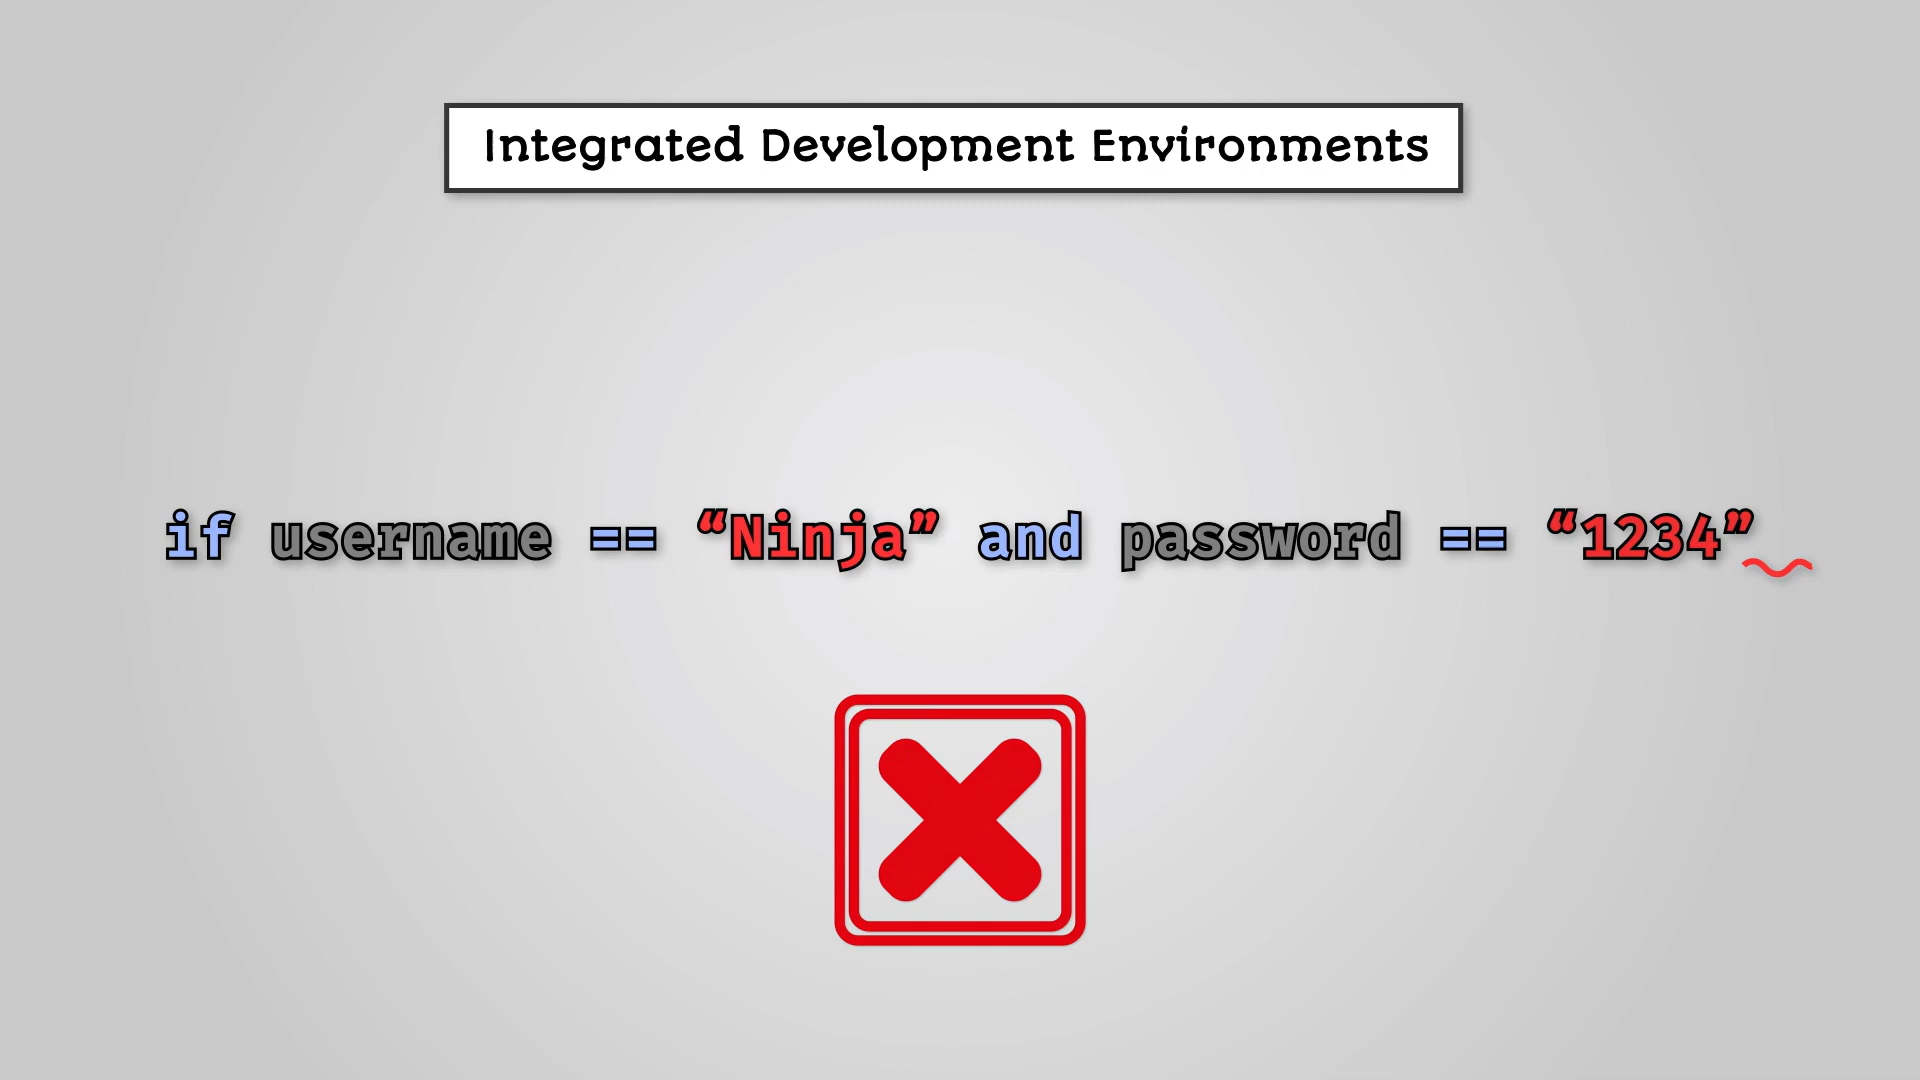 Integrated Development Environments
if username == “Ninja” and password == “1234”